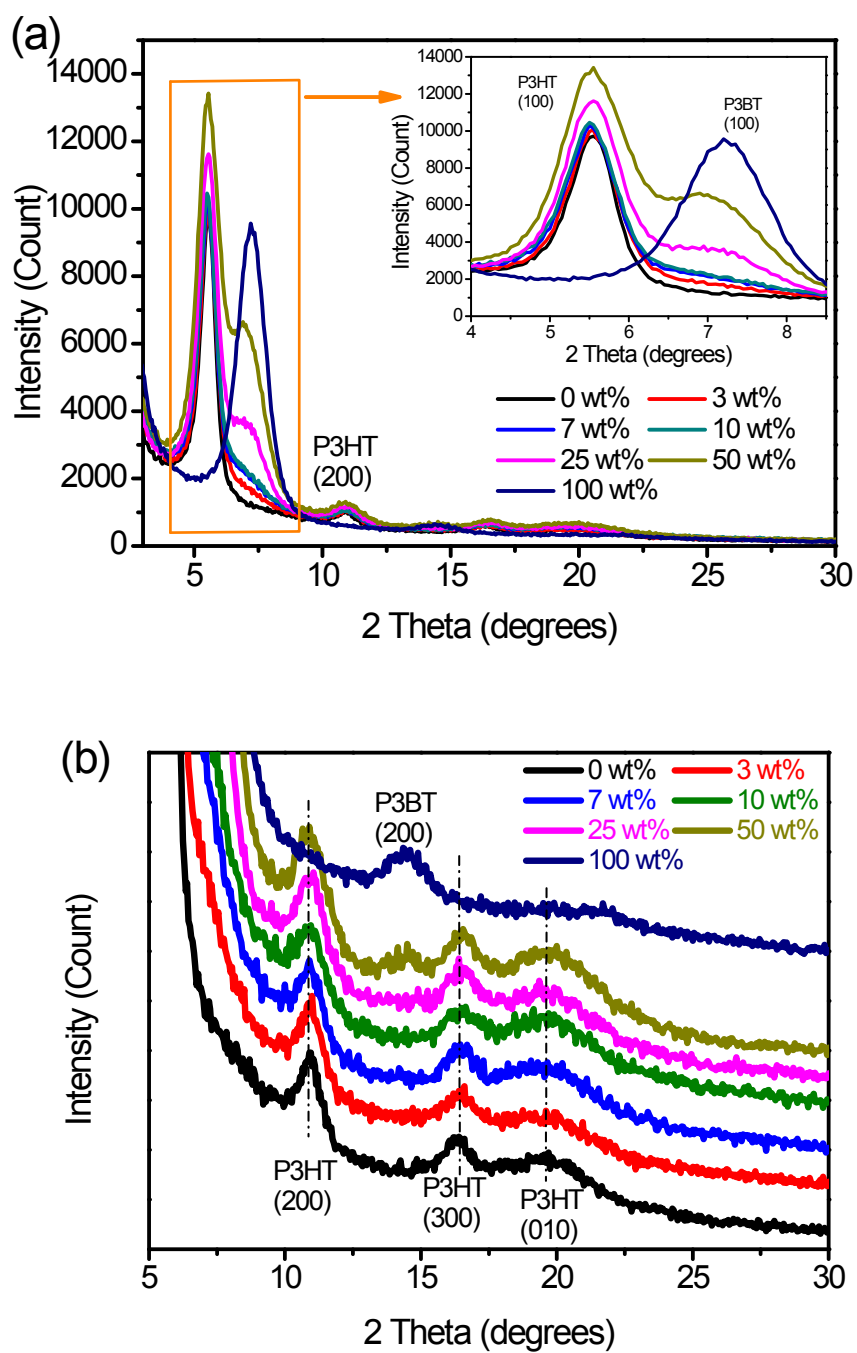 (a)
14000
12000
10000
8000
6000
4000
2000
0
Intensity (Count)
5
10
15
20
25
30
2 Theta (degrees)
P3HT
(200)
14000
12000
10000
8000
6000
4000
2000
0
Intensity (Count)
4
5
6
7
8
2 Theta (degrees)
P3HT
(100)
P3BT
(100)
0 wt%
3 wt%
7 wt%
10 wt%
25 wt%
50 wt%
100 wt%
(b)
Intensity (Count)
P3BT
(200)
0 wt%
3 wt%
7 wt%
10 wt%
25 wt%
50 wt%
100 wt%
P3HT
(200)
P3HT
(300)
P3HT
(010)
5
10
15
20
25
30
2 Theta (degrees)